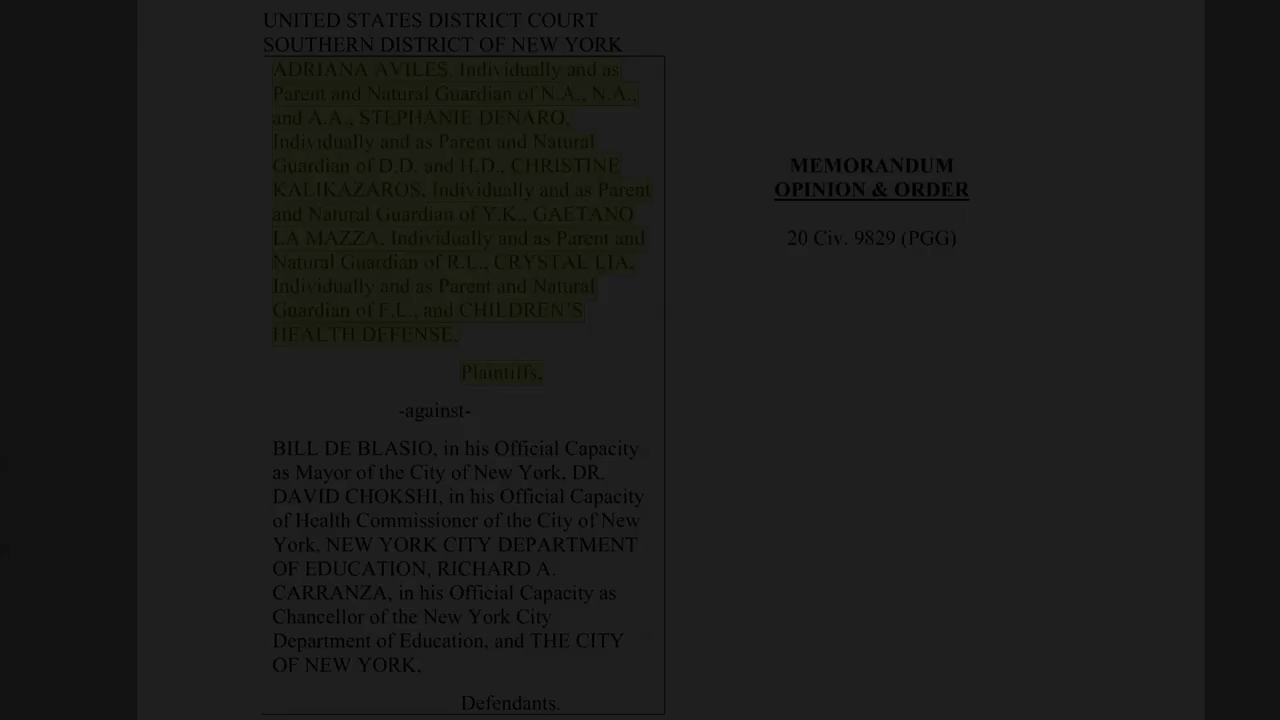 UNITED STATES DISTRICT COURT
SOUTHERN DISTRICT OF NEW YORK
ADRIANA AVILES, Individually and as
Parent and Natural Guardian of N.A., N.A.,
and A.A., STEPHANIE DENARO,
Individually and as Parent and Natural
Guardian of D.D. and H.D., CHRISTINE
KALIKAZAROS, Individually and as Parent
and Natural Guardian of Y.K., GAETANO
LA MAZZA, Individually and as Parent and
Natural Guardian of R.L., CRYSTAL LIA,
Individually and as Parent and Natural
Guardian of F.L., and CHILDREN'S
HEALTH DEFENSE,
Plaintiffs,
-against-
BILL DE BLASIO, in his Official Capacity
as Mayor of the City of New York, DR.
DAVID CHOKSHI, in his Official Capacity
of Health Commissioner of the City of New
York, NEW YORK CITY DEPARTMENT
OF EDUCATION, RICHARD A.
CARRANZA, in his Official Capacity as
Chancellor of the New York City
Department of Education, and THE CITY
OF NEW YORK,
Defendants.
MEMORANDUM
OPINION & ORDER
20 Civ. 9829 (PGG)